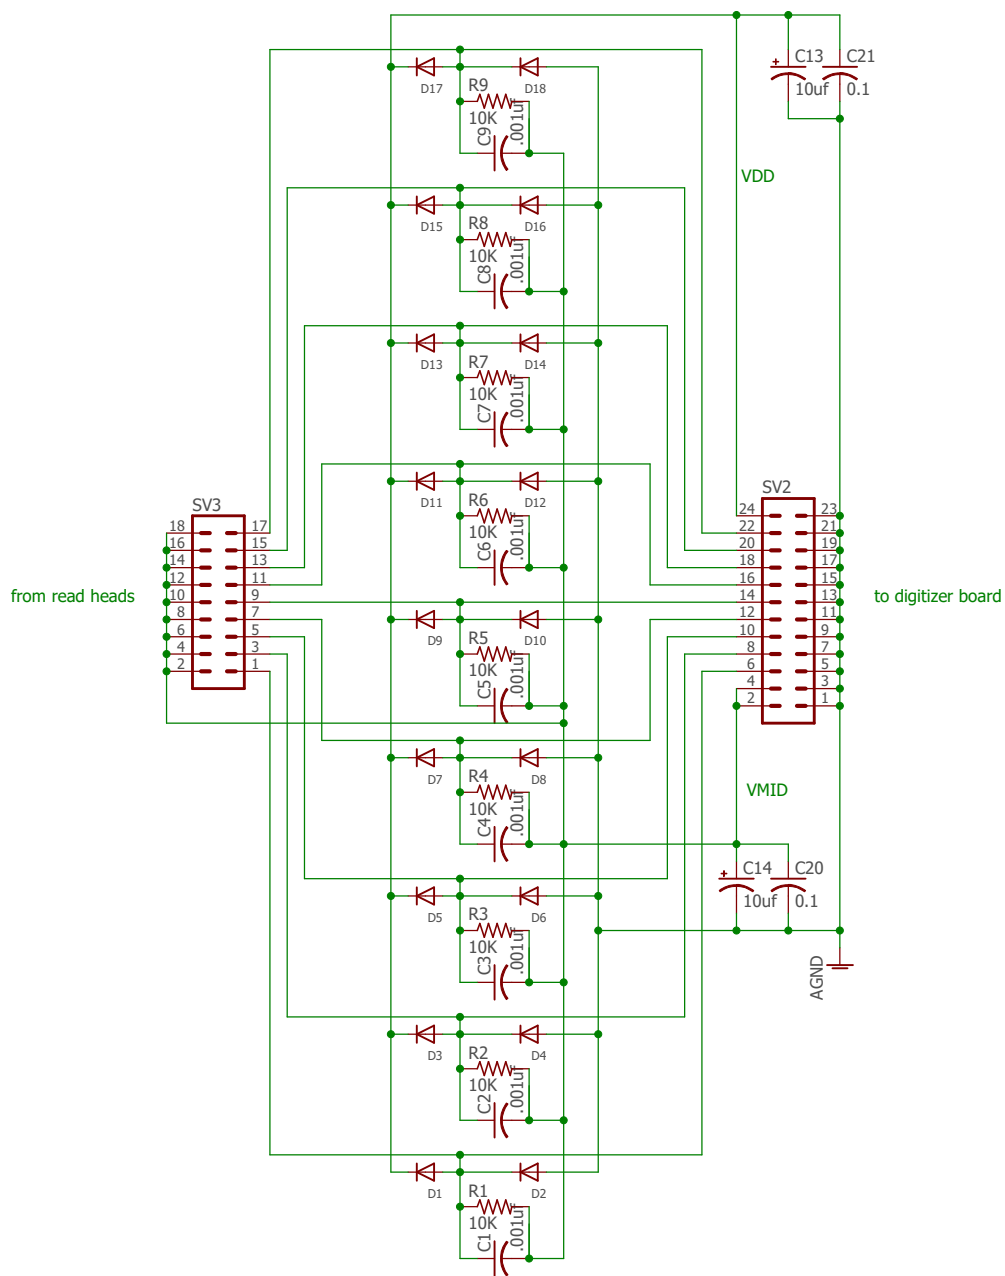 C13
C21
10uf
0.1
D17
D18
R9
10K
C9
.001uf
VDD
D15
D16
R8
10K
C8
.001uf
D13
D14
R7
10K
C7
.001uf
D11
D12
R6
10K
C6
.001uf
SV3
18 17
16 15
14 13
12 11
10 9
8 7
6 5
4 3
2 1
SV2
24 23
22 21
20 19
18 17
16 15
14 13
12 11
10 9
8 7
6 5
4 3
2 1
from read heads
to digitizer board
D9
D10
R5
10K
C5
.001uf
D7
D8
R4
10K
C4
.001uf
VMID
C14
C20
10uf
0.1
D5
D6
R3
10K
C3
.001uf
AGND
D3
D4
R2
10K
C2
.001uf
D1
D2
R1
10K
C1
.001uf